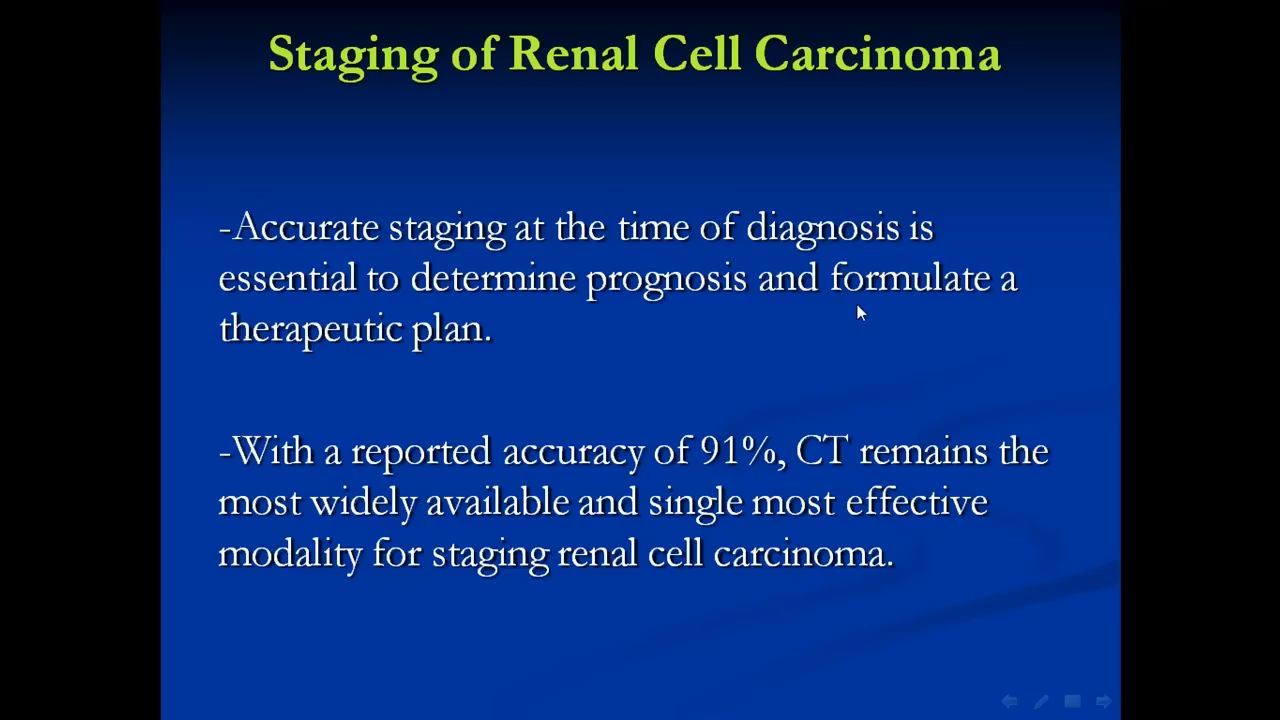 Staging of Renal Cell Carcinoma
-Accurate staging at the time of diagnosis is
essential to determine prognosis and formulate a
therapeutic plan.
-With a reported accuracy of 91%, CT remains the
most widely available and single most effective
modality for staging renal cell carcinoma.